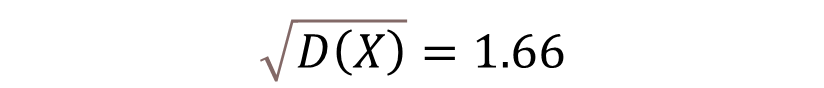 √D(X) = 1.66